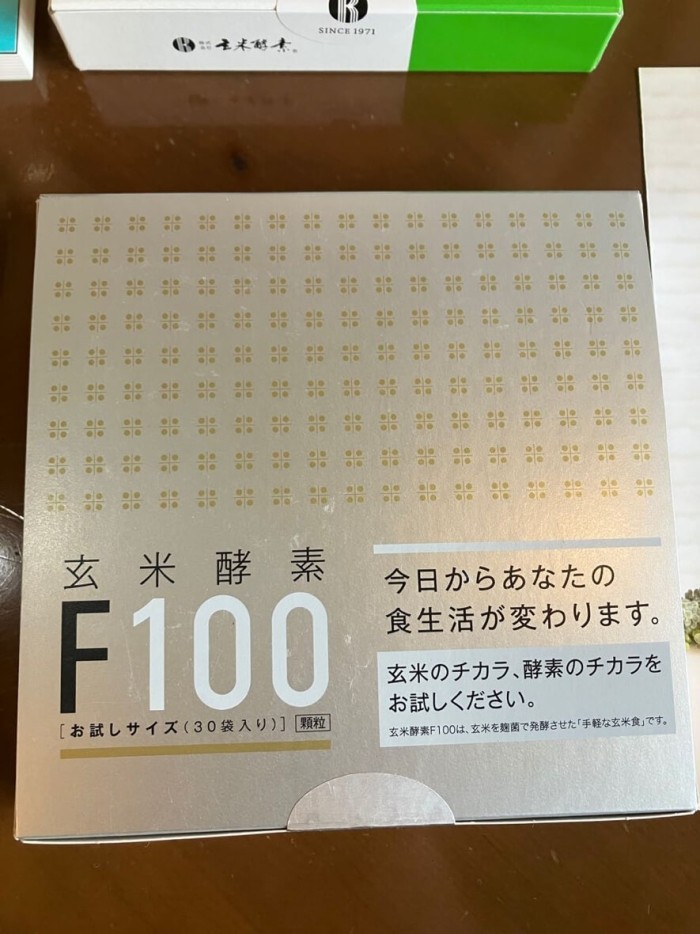 株式会社 玄米酵素
SINCE 1971
玄米酵素
F100
[お試しサイズ(30袋入り)] 顆粒
今日からあなたの
食生活が変わります。
玄米のチカラ、酵素のチカラを
お試しください。
玄米酵素F100は、玄米を麹菌で発酵させた「手軽な玄米食」です。